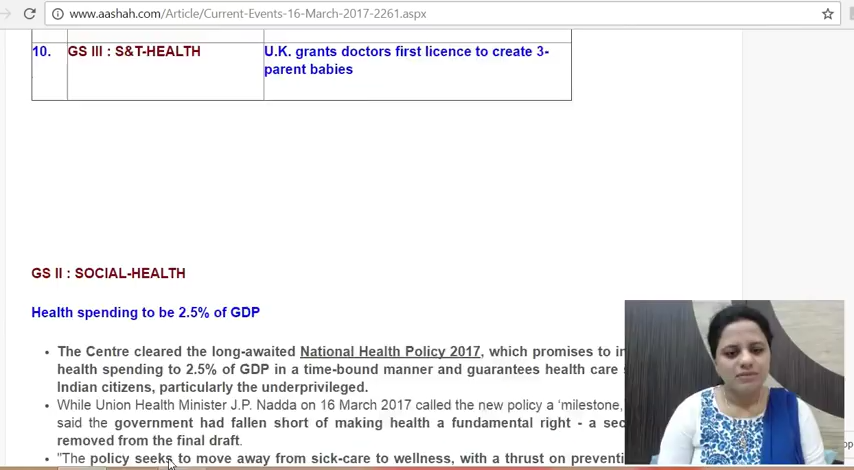 www.aashah.com/Article/Current-Events-16-March-2017-2261.aspx
10. GS III : S&T-HEALTH U.K. grants doctors first licence to create 3-
parent babies
GS II : SOCIAL-HEALTH
Health spending to be 2.5% of GDP
• The Centre cleared the long-awaited National Health Policy 2017, which promises to in
health spending to 2.5% of GDP in a time-bound manner and guarantees health care s
Indian citizens, particularly the underprivileged.
• While Union Health Minister J.P. Nadda on 16 March 2017 called the new policy a ‘milestone,’
said the government had fallen short of making health a fundamental right - a sec
removed from the final draft.
• "The policy seeks to move away from sick-care to wellness, with a thrust on preventi